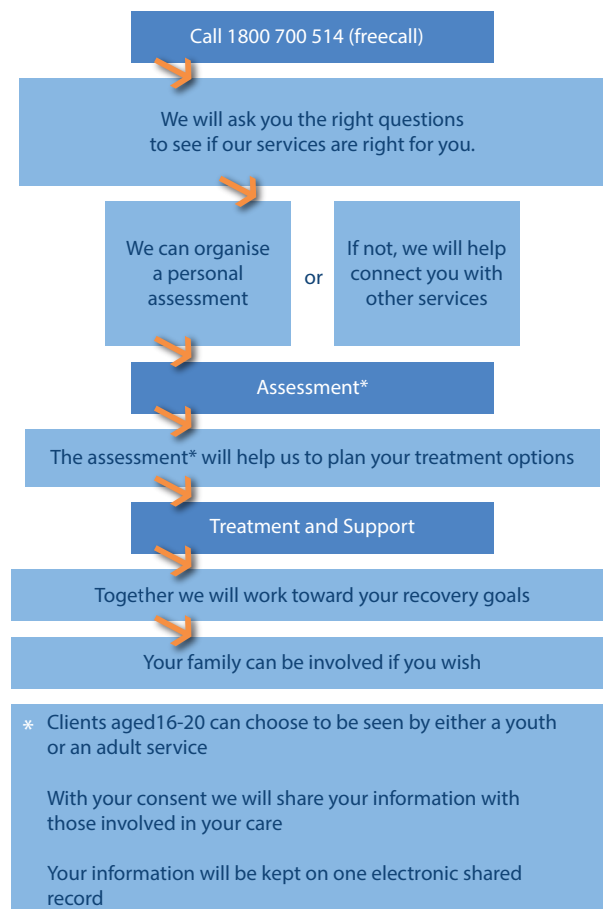 Call 1800 700 514 (freecall)
We will ask you the right questions
to see if our services are right for you.
We can organise
a personal
assessment
or
If not, we will help
connect you with
other services
Assessment*
The assessment* will help us to plan your treatment options
Treatment and Support
Together we will work toward your recovery goals
Your family can be involved if you wish
* Clients aged16-20 can choose to be seen by either a youth
or an adult service
With your consent we will share your information with
those involved in your care
Your information will be kept on one electronic shared
record